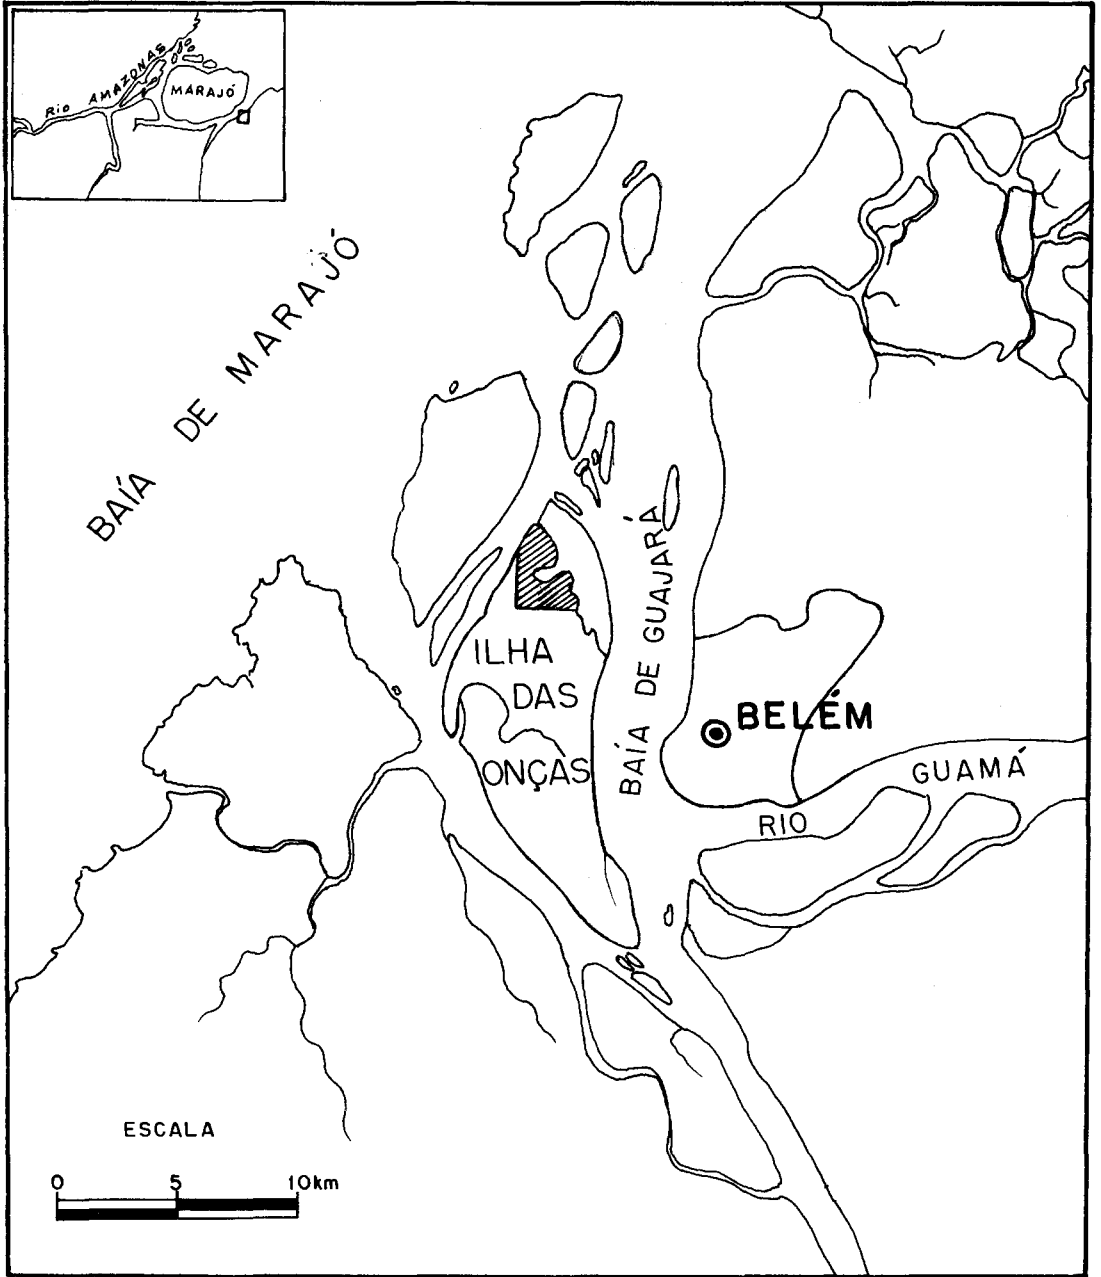 RIO AMAZONAS
MARAJÓ
BAÍA DE MARAJÓ
BAÍA DE GUAJARÁ
ILHA
DAS
ONÇAS
BELÉM
RIO GUAMÁ
ESCALA
0 5 10km